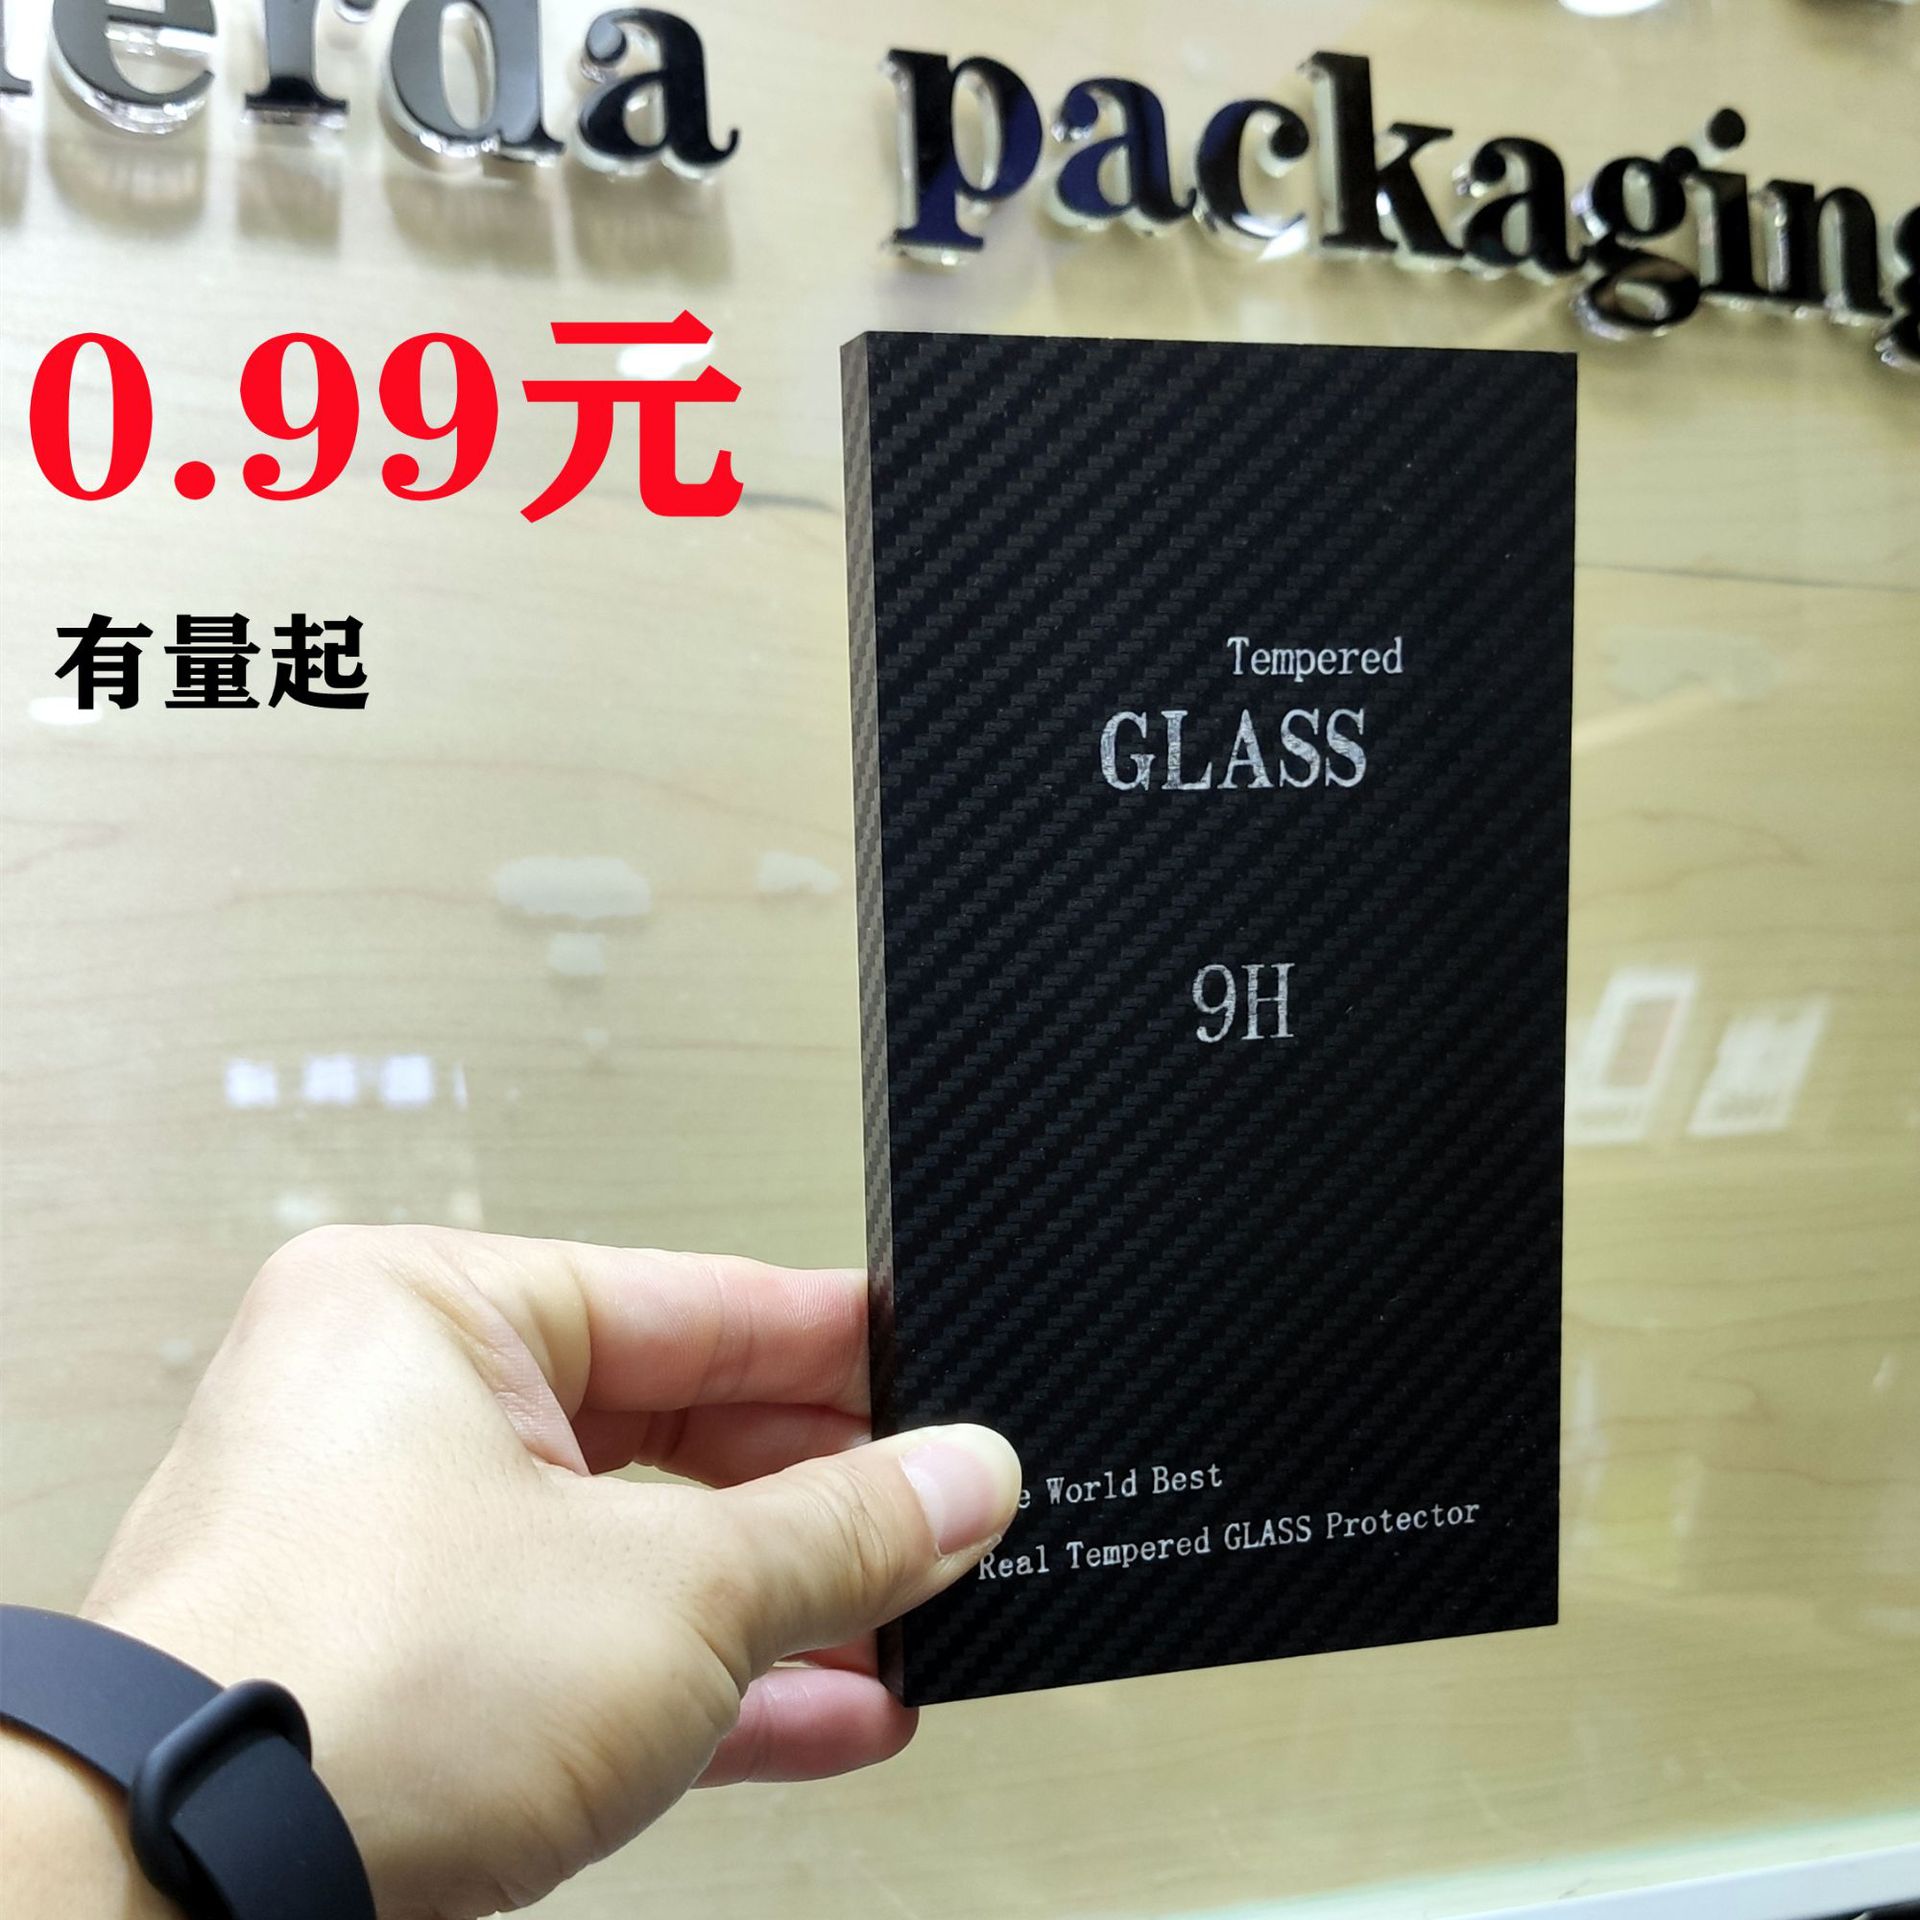 erda packaging
0.99元
有量起
Tempered
GLASS
9H
World Best
Real Tempered GLASS Protector